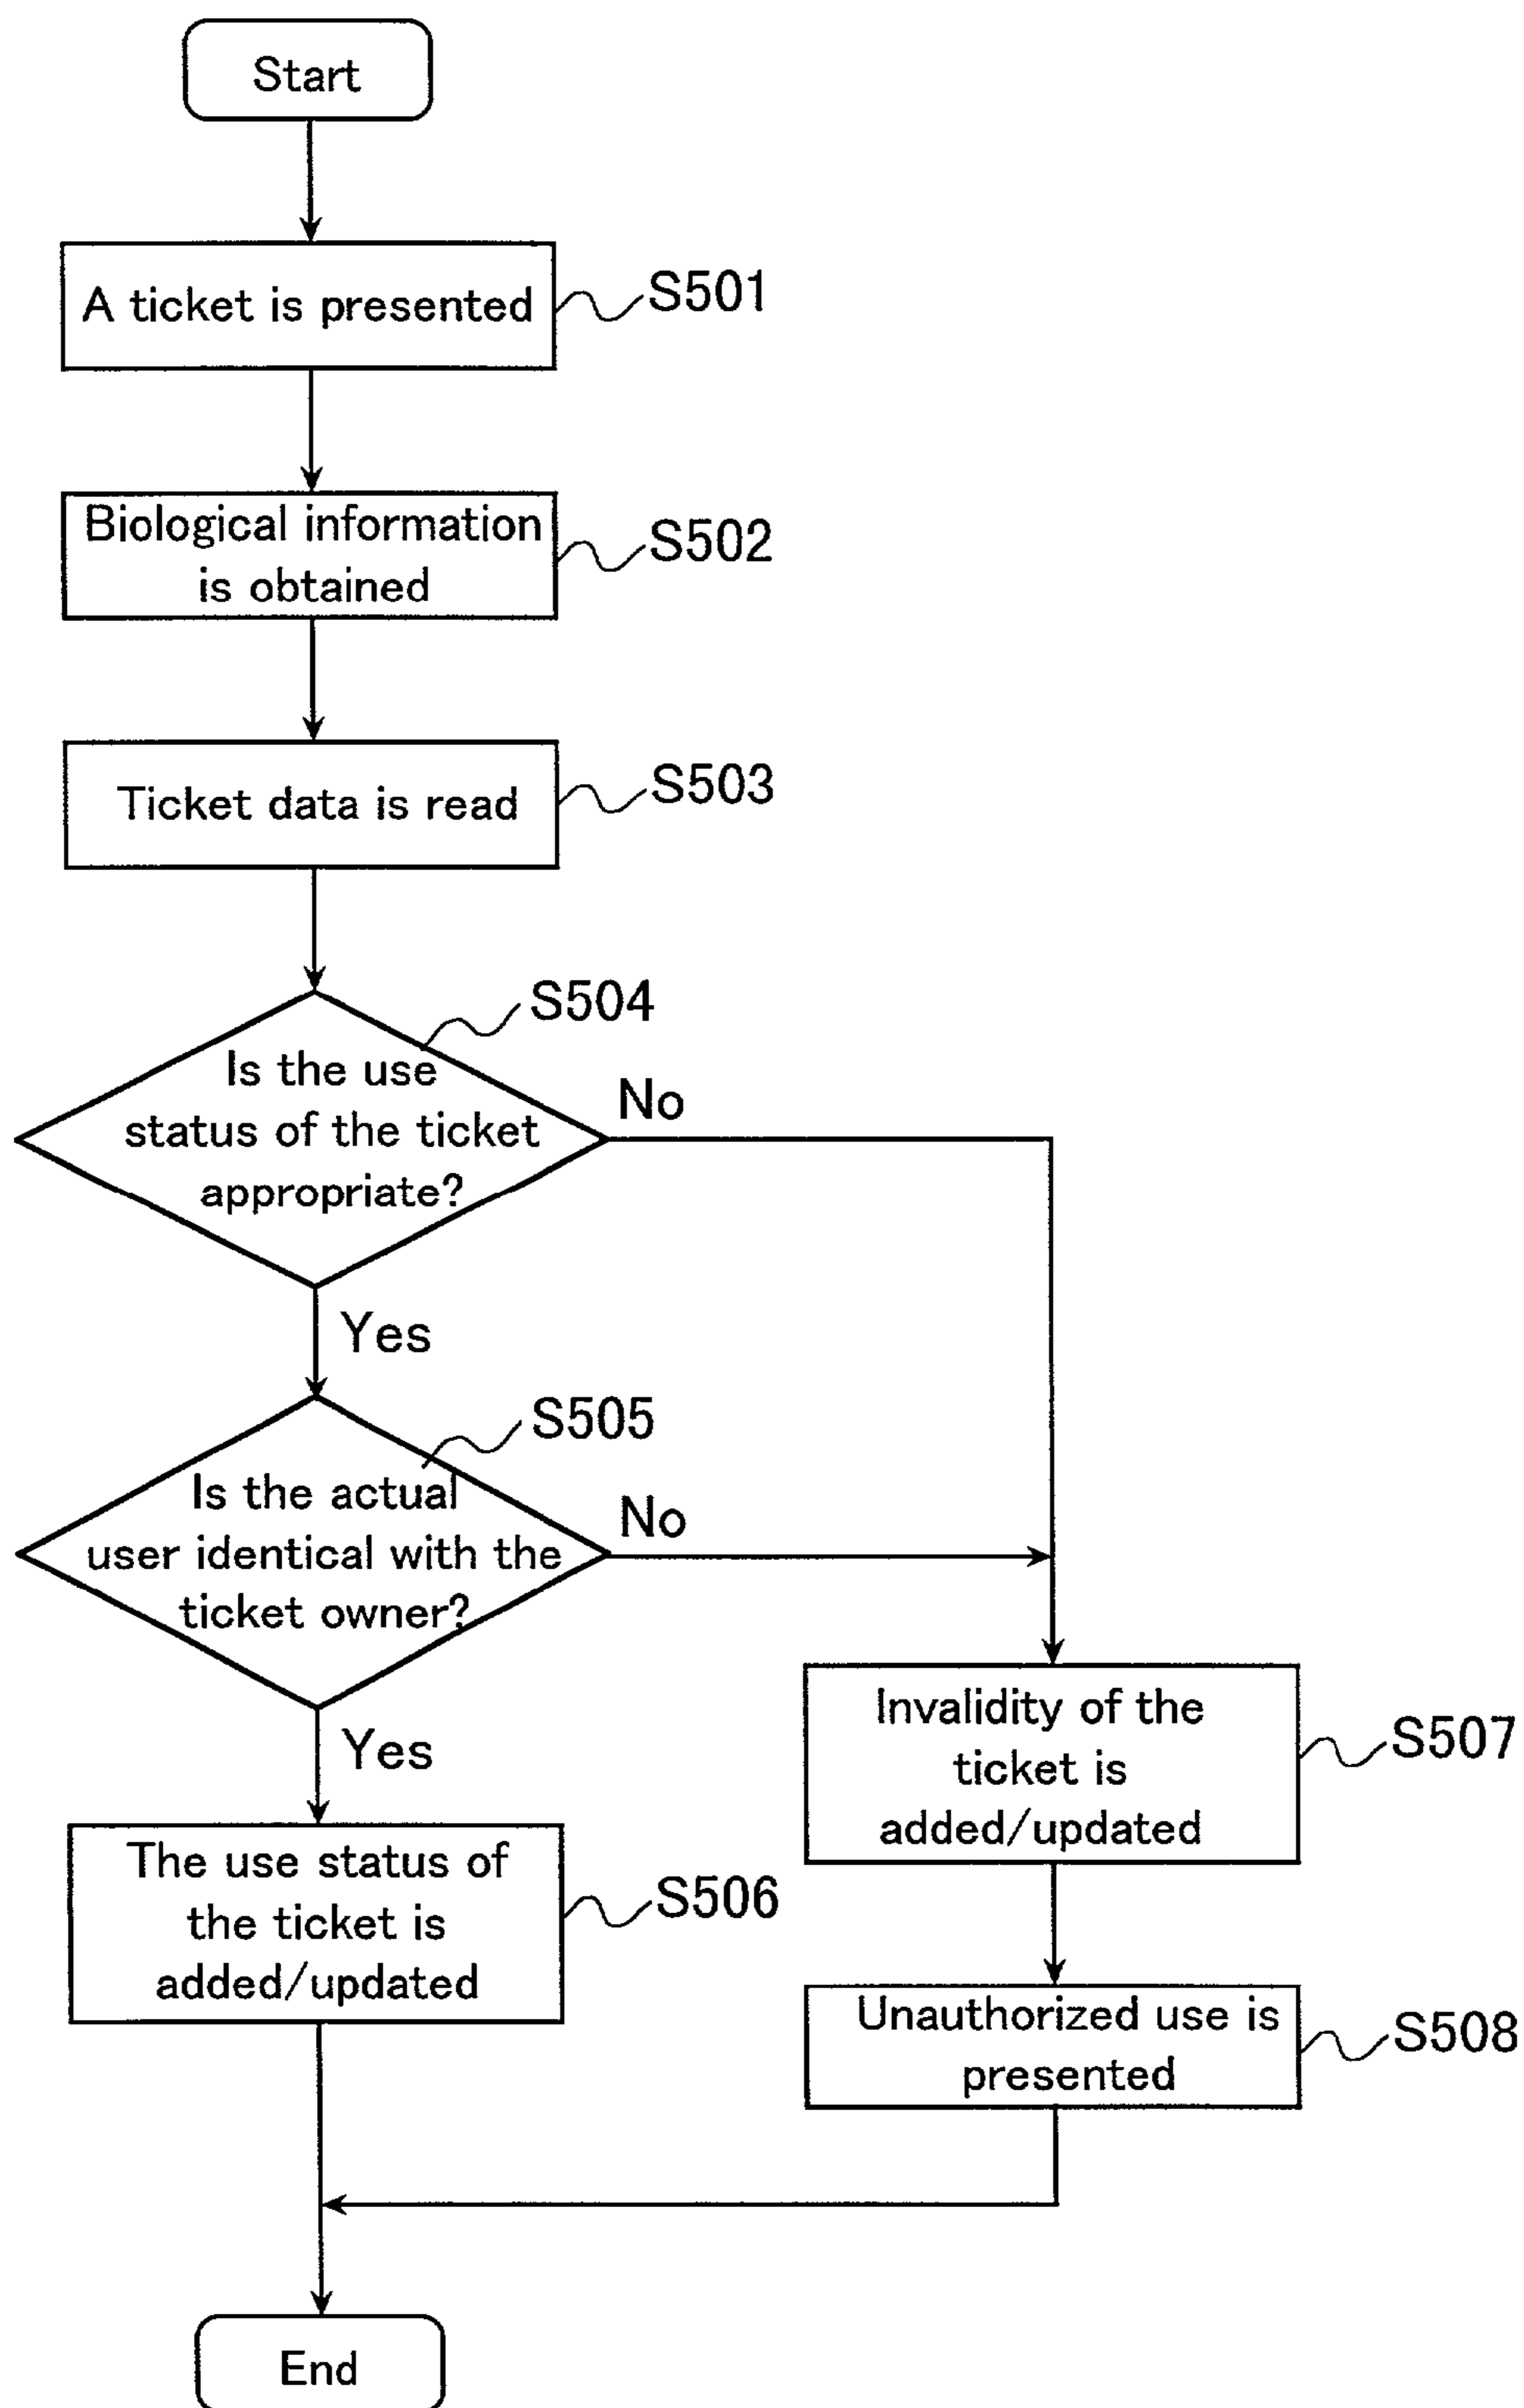 Start
A ticket is presented
S501
Biological information
is obtained
S502
Ticket data is read
S503
S504
Is the use
status of the ticket
appropriate?
No
Yes
S505
Is the actual
user identical with the
ticket owner?
No
Yes
The use status of
the ticket is
added/updated
S506
Invalidity of the
ticket is
added/updated
S507
Unauthorized use is
presented
S508
End